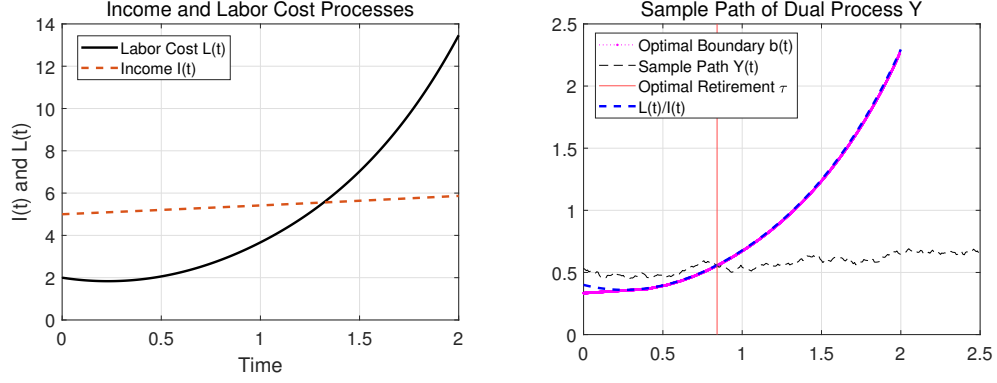 Income and Labor Cost Processes
14
12
10
8
6
4
2
0
I(t) and L(t)
Labor Cost L(t)
Income I(t)
0 0.5 1 1.5 2
Time
Sample Path of Dual Process Y
2.5
2
1.5
1
0.5
0
Optimal Boundary b(t)
Sample Path Y(t)
Optimal Retirement τ
L(t)/I(t)
0 0.5 1 1.5 2 2.5